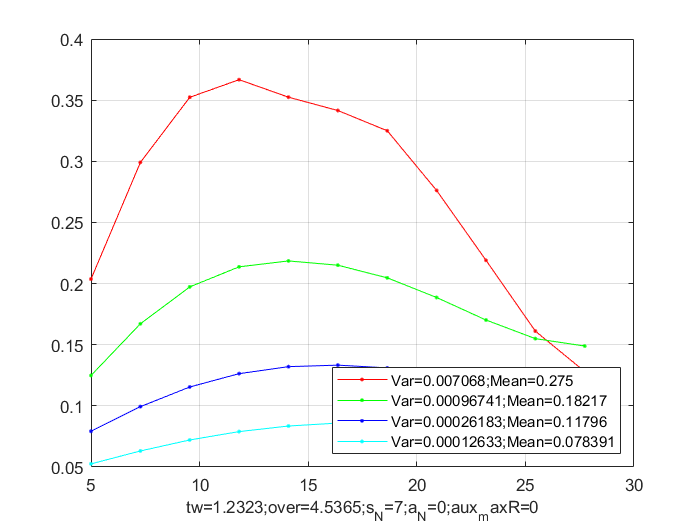 0.4
0.35
0.3
0.25
0.2
0.15
0.1
0.05
Var=0.007068;Mean=0.275
Var=0.00096741;Mean=0.18217
Var=0.00026183;Mean=0.11796
Var=0.00012633;Mean=0.078391
5 10 15 20 25 30
tw=1.2323;over=4.5365;s_N=7;a_N=0;aux_maxR=0